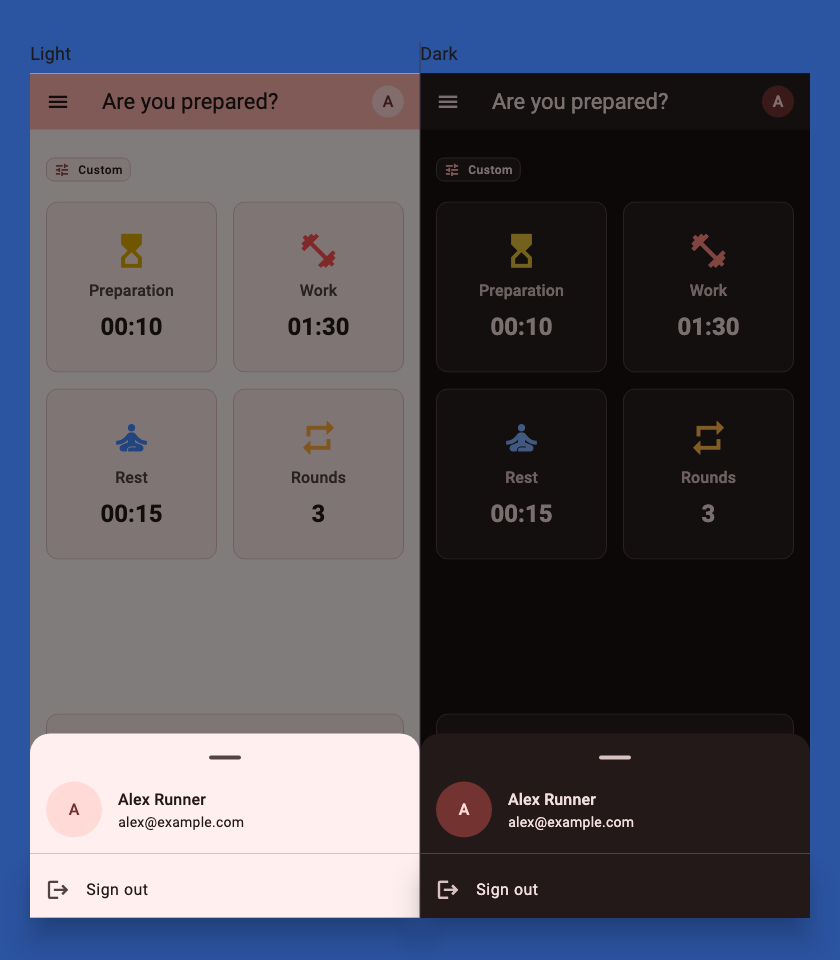 Light
Are you prepared?
A
Custom
Preparation
00:10
Work
01:30
Rest
00:15
Rounds
3
A
Alex Runner
alex@example.com
Sign out
Dark
Are you prepared?
A
Custom
Preparation
00:10
Work
01:30
Rest
00:15
Rounds
3
A
Alex Runner
alex@example.com
Sign out